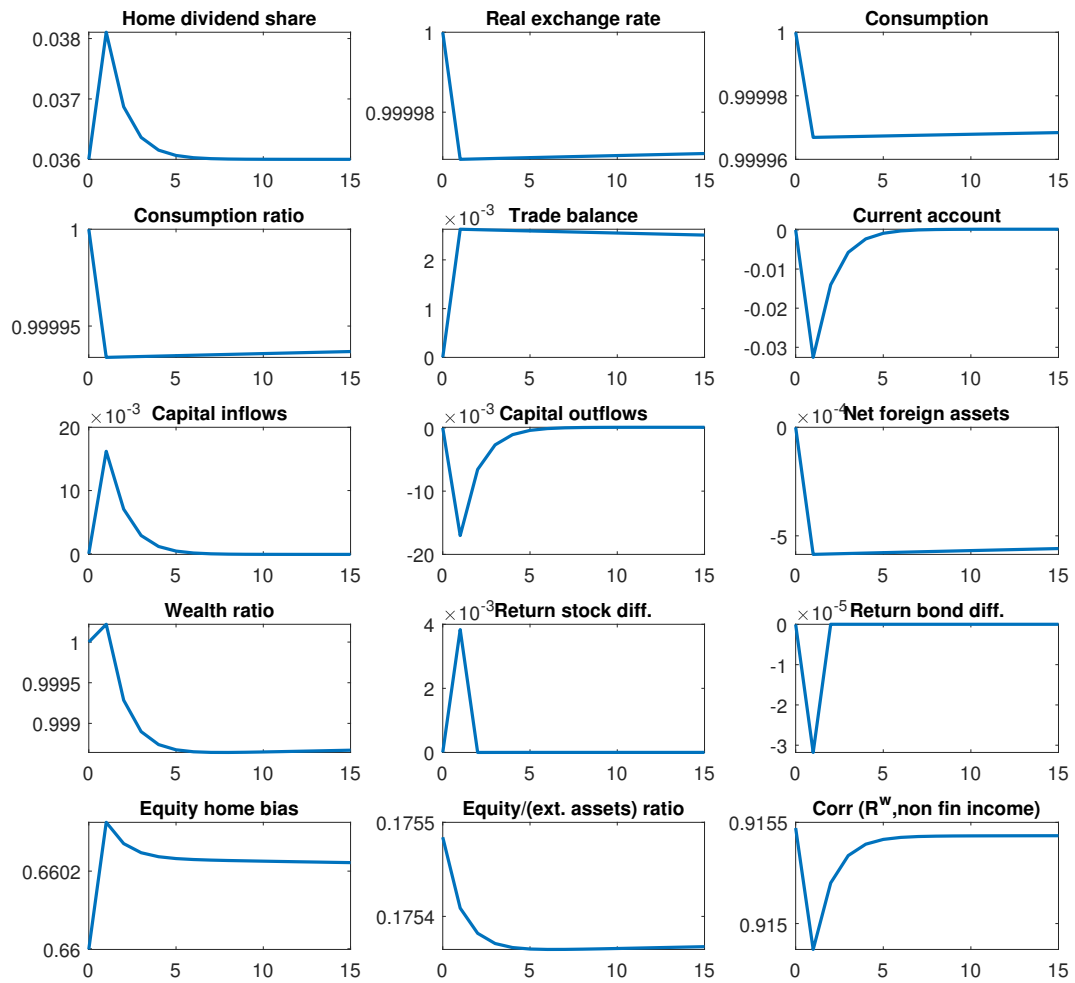 Home dividend share
0.038
0.037
0.036
0 5 10 15
Real exchange rate
1
0.99998
0 5 10 15
Consumption
1
0.99998
0.99996
0 5 10 15
Consumption ratio
1
0.99995
0 5 10 15
×10⁻³ Trade balance
2
1
0
0 5 10 15
Current account
0
-0.01
-0.02
-0.03
0 5 10 15
×10⁻³ Capital inflows
20
10
0
0 5 10 15
×10⁻³ Capital outflows
0
-10
-20
0 5 10 15
×10⁻⁴ Net foreign assets
0
-5
0 5 10 15
Wealth ratio
1
0.9995
0.999
0 5 10 15
×10⁻³ Return stock diff.
4
2
0
0 5 10 15
×10⁻⁵ Return bond diff.
0
-1
-2
-3
0 5 10 15
Equity home bias
0.6602
0.66
0 5 10 15
Equity/(ext. assets) ratio
0.1755
0.1754
0 5 10 15
Corr (Rʷ,non fin income)
0.9155
0.915
0 5 10 15